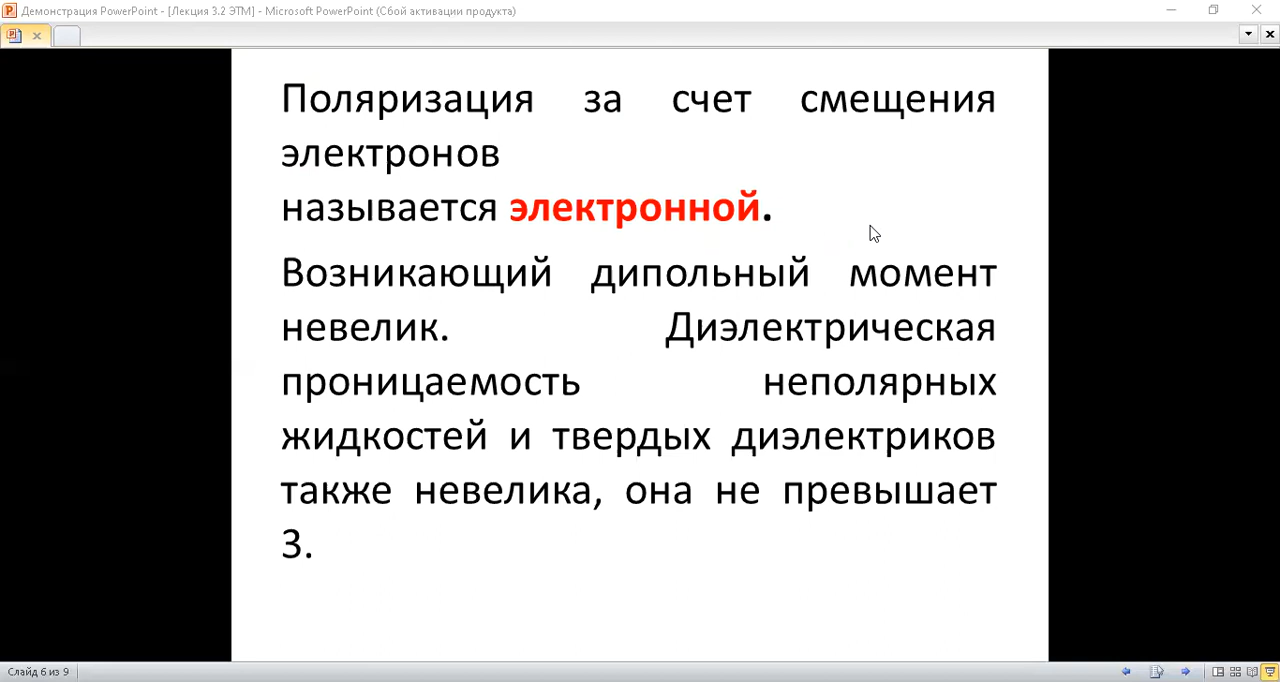 Демонстрация PowerPoint - [Лекция 3.2 ЭТМ] - Microsoft PowerPoint (Сбой активации продукта)
Поляризация за счет смещения
электронов
называется электронной.
Возникающий дипольный момент
невелик. Диэлектрическая
проницаемость неполярных
жидкостей и твердых диэлектриков
также невелика, она не превышает
3.
Слайд 6 из 9